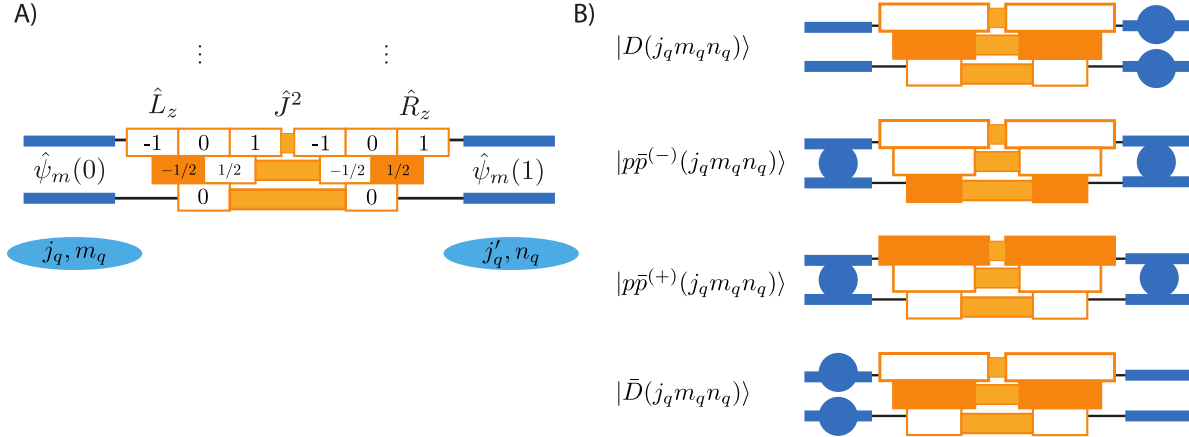 A)
⋮ ⋮
L̂_z Ĵ² R̂_z
-1 0 1 -1 0 1
ψ̂_m(0) −1/2 1/2 −1/2 1/2 ψ̂_m(1)
0 0
j_q, m_q j′_q, n_q
B)
|D(j_q m_q n_q)⟩
|pp̄^(−)(j_q m_q n_q)⟩
|pp̄^(+)(j_q m_q n_q)⟩
|D̄(j_q m_q n_q)⟩